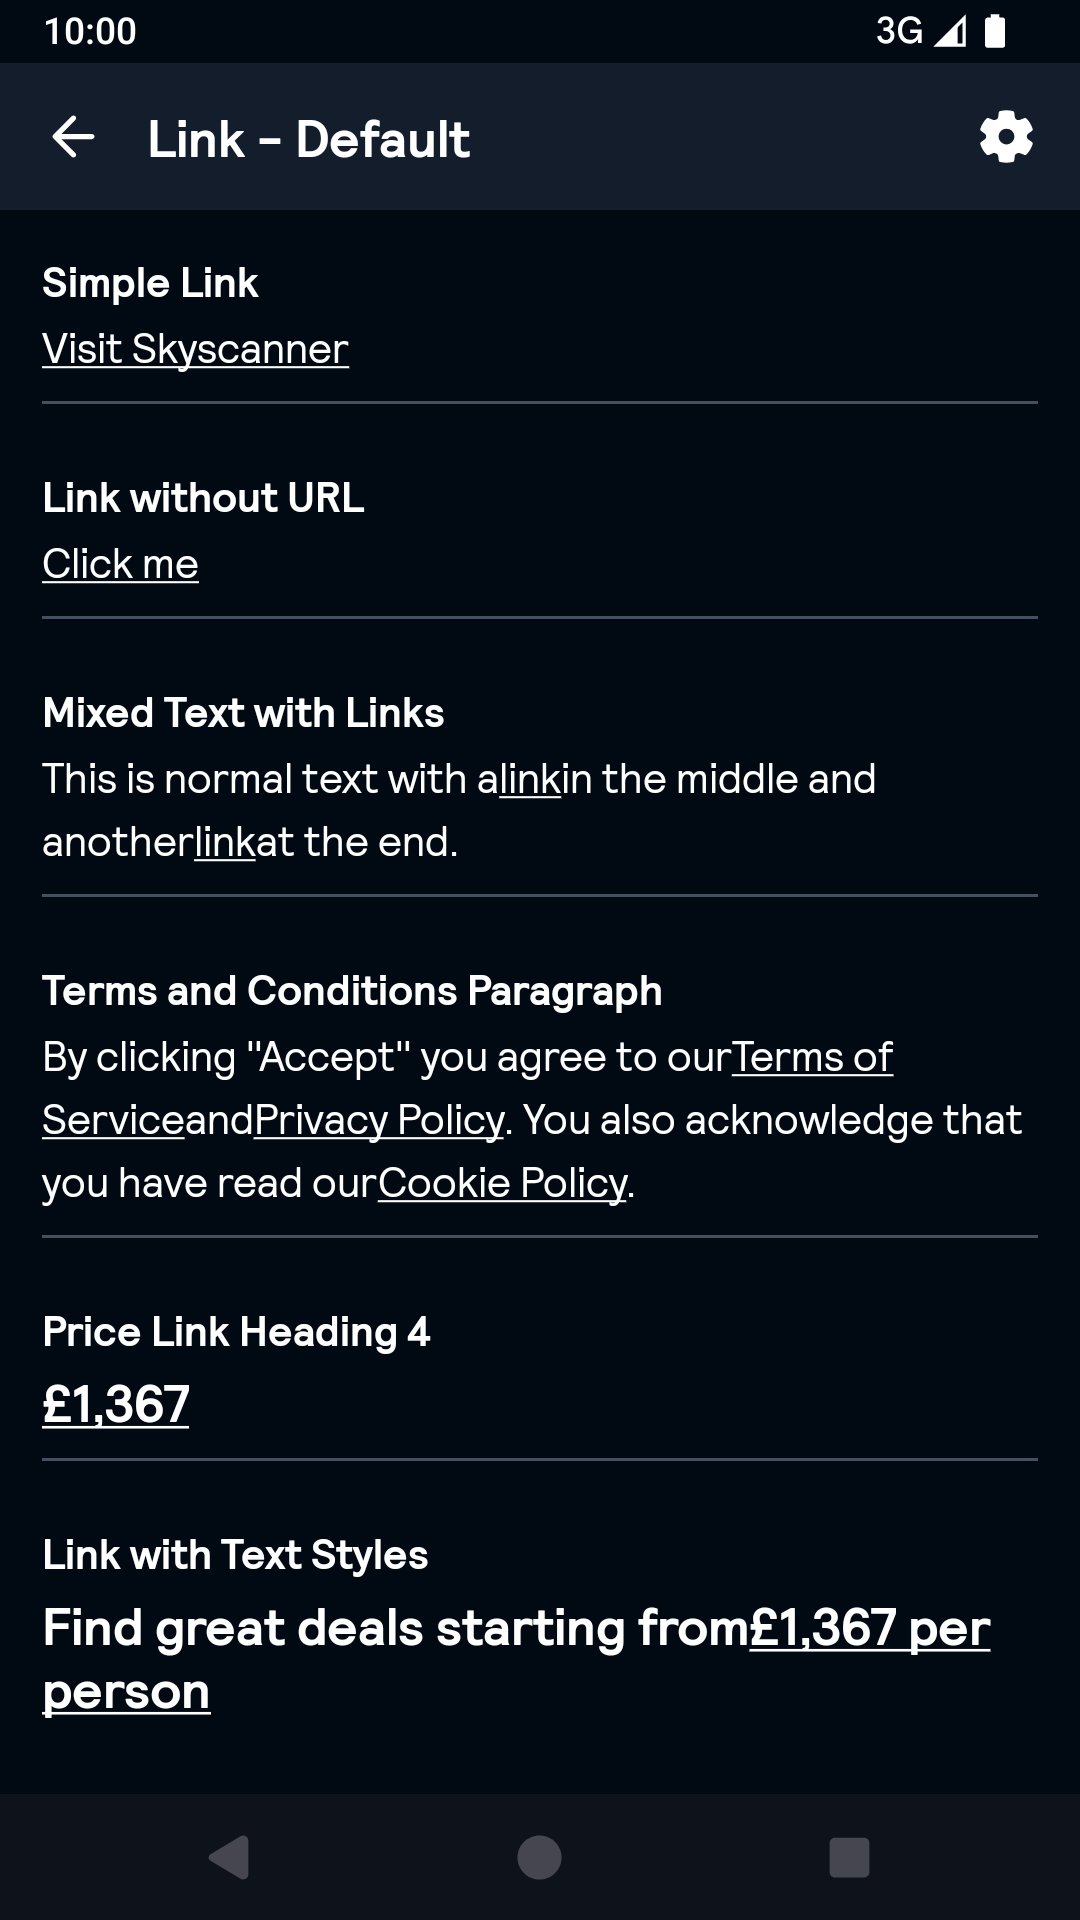 10:00 3G
Link - Default
Simple Link
Visit Skyscanner
Link without URL
Click me
Mixed Text with Links
This is normal text with alinkin the middle and
anotherlinkat the end.
Terms and Conditions Paragraph
By clicking "Accept" you agree to ourTerms of
ServiceandPrivacy Policy. You also acknowledge that
you have read ourCookie Policy.
Price Link Heading 4
£1,367
Link with Text Styles
Find great deals starting from£1,367 per
person